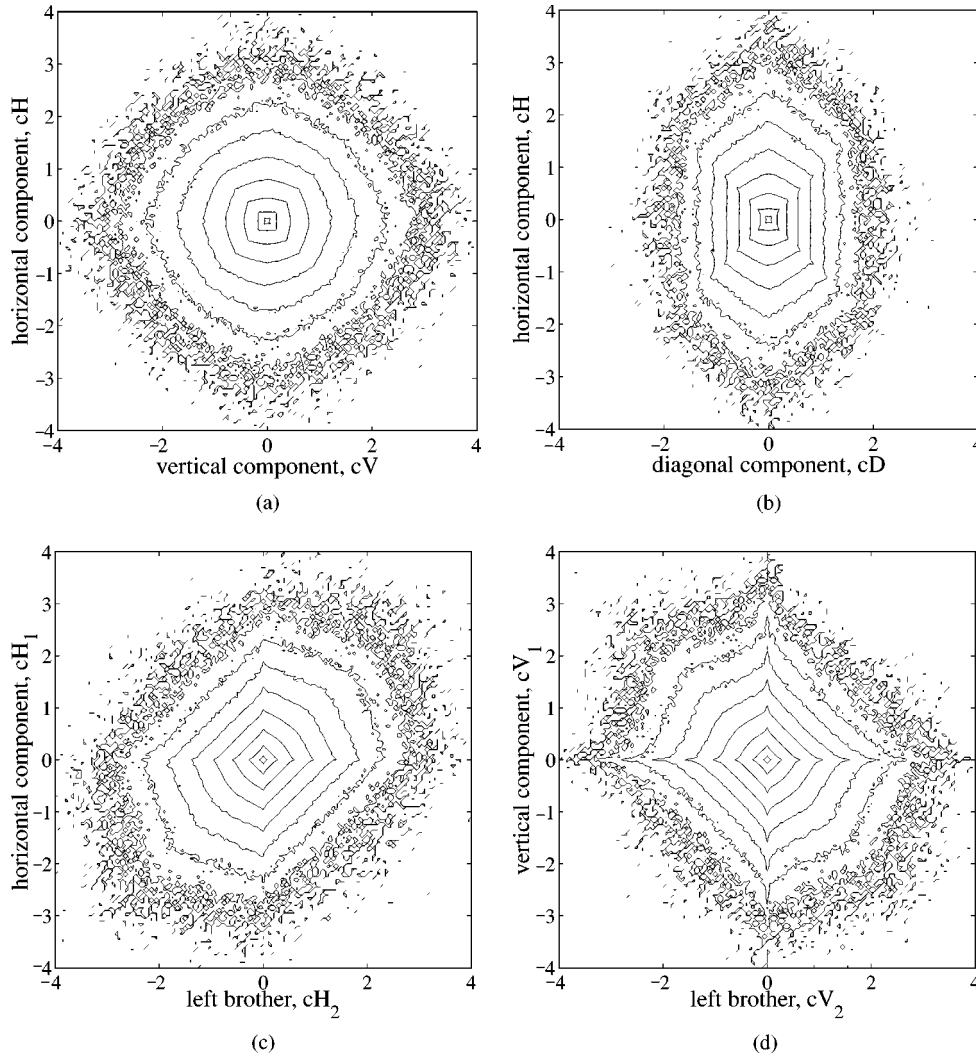 4
3
2
1
0
−1
−2
−3
−4
horizontal component, cH
−4 −2 0 2 4
vertical component, cV
(a)
4
3
2
1
0
−1
−2
−3
−4
horizontal component, cH
−4 −2 0 2 4
diagonal component, cD
(b)
4
3
2
1
0
−1
−2
−3
−4
horizontal component, cH₁
−4 −2 0 2 4
left brother, cH₂
(c)
4
3
2
1
0
−1
−2
−3
−4
vertical component, cV₁
−4 −2 0 2 4
left brother, cV₂
(d)